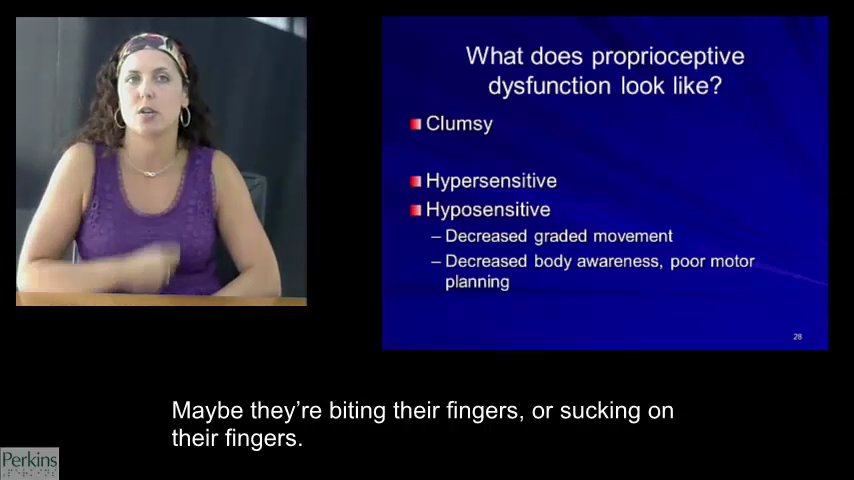 What does proprioceptive
dysfunction look like?
Clumsy
Hypersensitive
Hyposensitive
– Decreased graded movement
– Decreased body awareness, poor motor
planning
28
Maybe they’re biting their fingers, or sucking on
their fingers.
Perkins